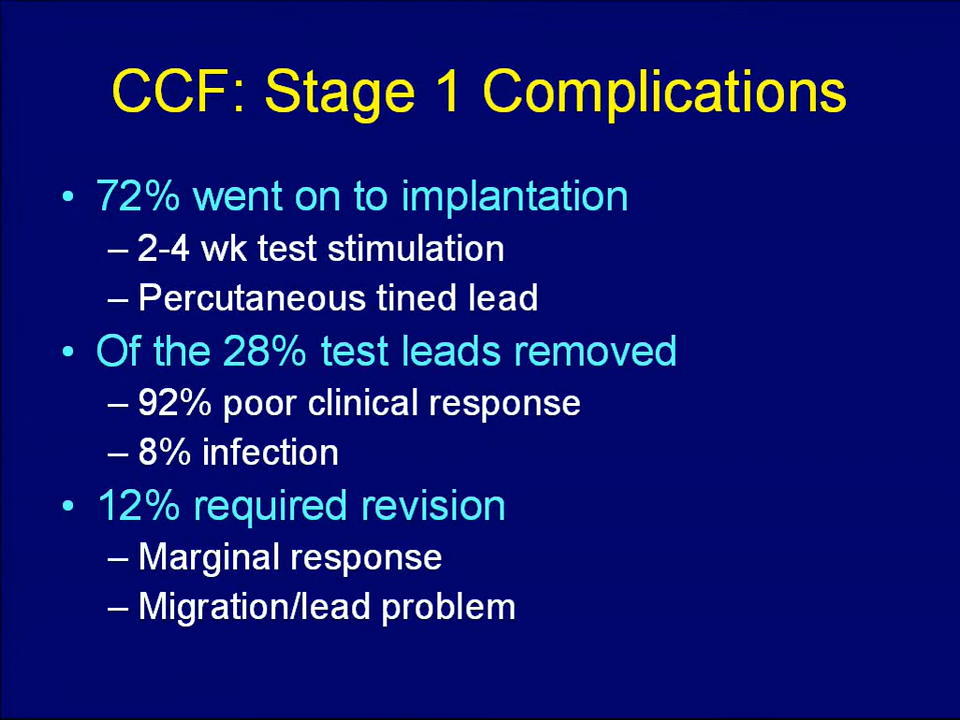 CCF: Stage 1 Complications
• 72% went on to implantation
– 2-4 wk test stimulation
– Percutaneous tined lead
• Of the 28% test leads removed
– 92% poor clinical response
– 8% infection
• 12% required revision
– Marginal response
– Migration/lead problem